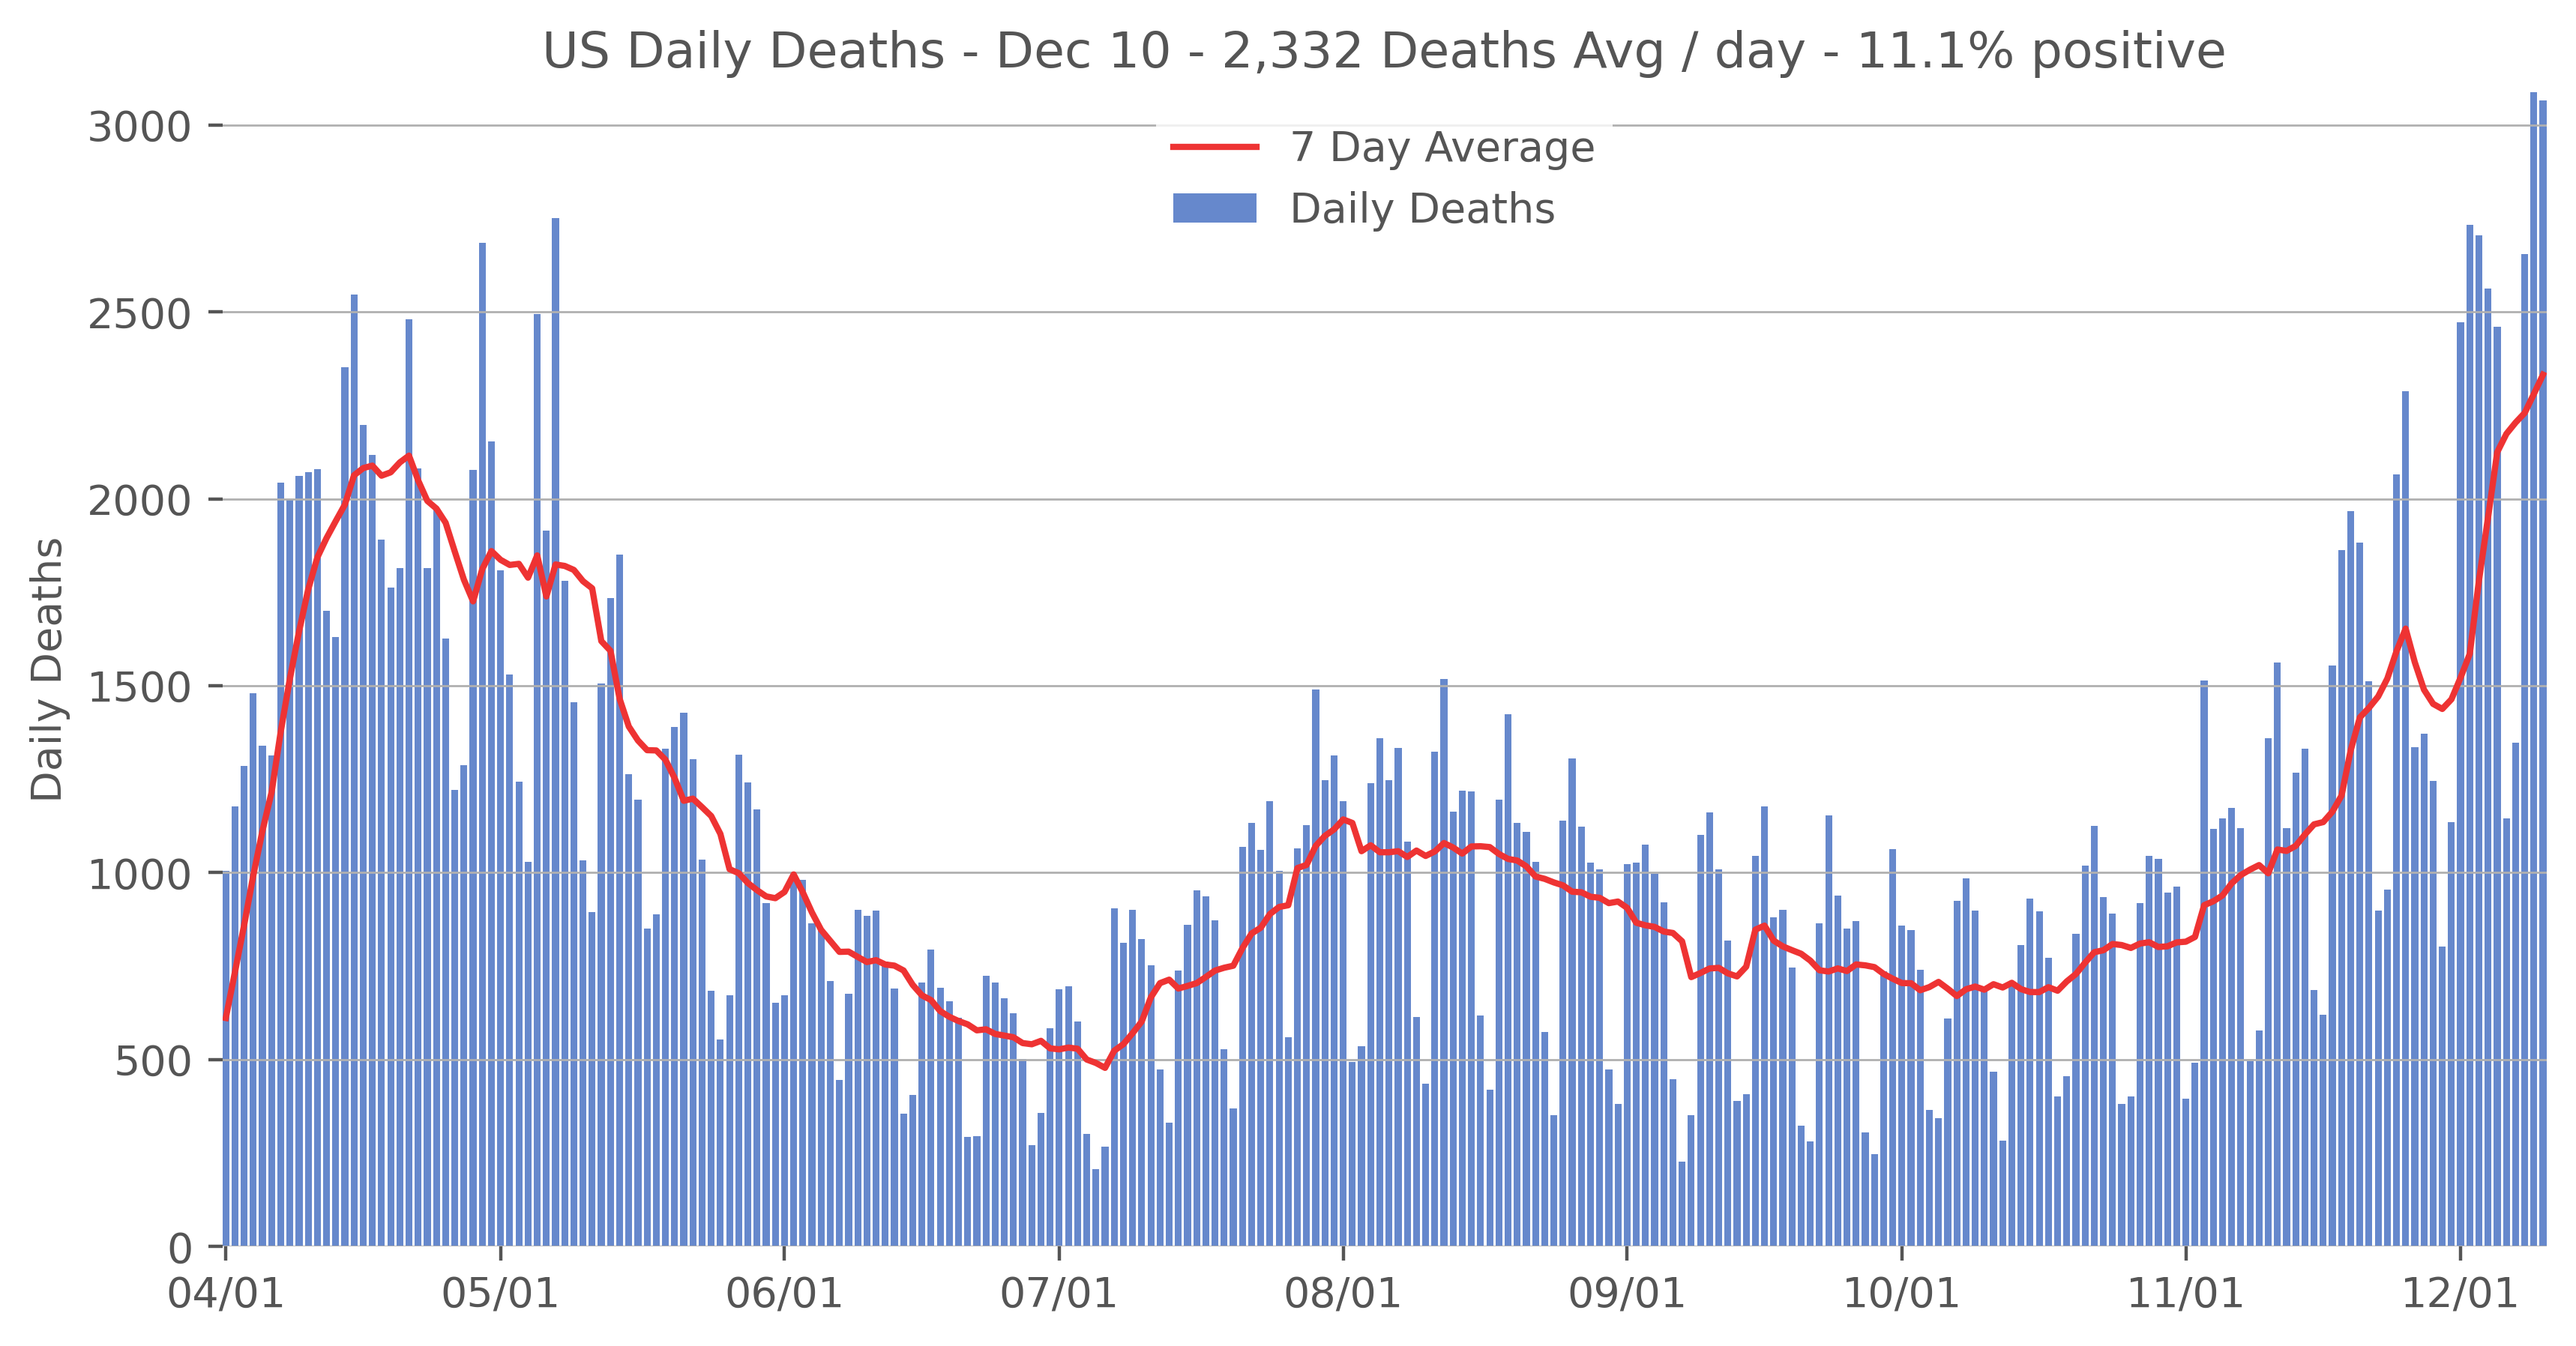 US Daily Deaths - Dec 10 - 2,332 Deaths Avg / day - 11.1% positive
7 Day Average
Daily Deaths
Daily Deaths
3000
2500
2000
1500
1000
500
0
04/01 05/01 06/01 07/01 08/01 09/01 10/01 11/01 12/01